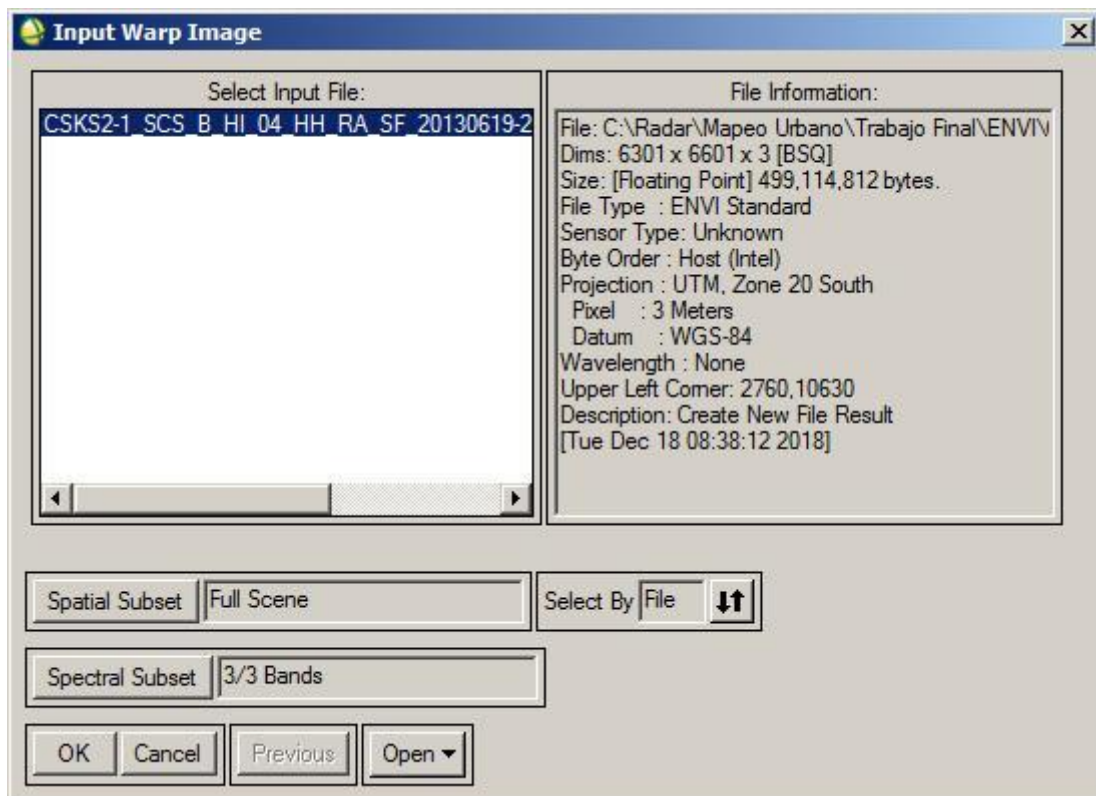 Input Warp Image
Select Input File:
CSKS2-1_SCS_B_HI_04_HH_RA_SF_20130619-2
File Information:
File: C:\Radar\Mapeo Urbano\Trabajo Final\ENVI\
Dims: 6301 x 6601 x 3 [BSQ]
Size: [Floating Point] 499,114,812 bytes.
File Type : ENVI Standard
Sensor Type: Unknown
Byte Order : Host (Intel)
Projection : UTM, Zone 20 South
Pixel : 3 Meters
Datum : WGS-84
Wavelength : None
Upper Left Corner: 2760,10630
Description: Create New File Result
[Tue Dec 18 08:38:12 2018]
Spatial Subset Full Scene
Select By File
Spectral Subset 3/3 Bands
OK Cancel Previous Open